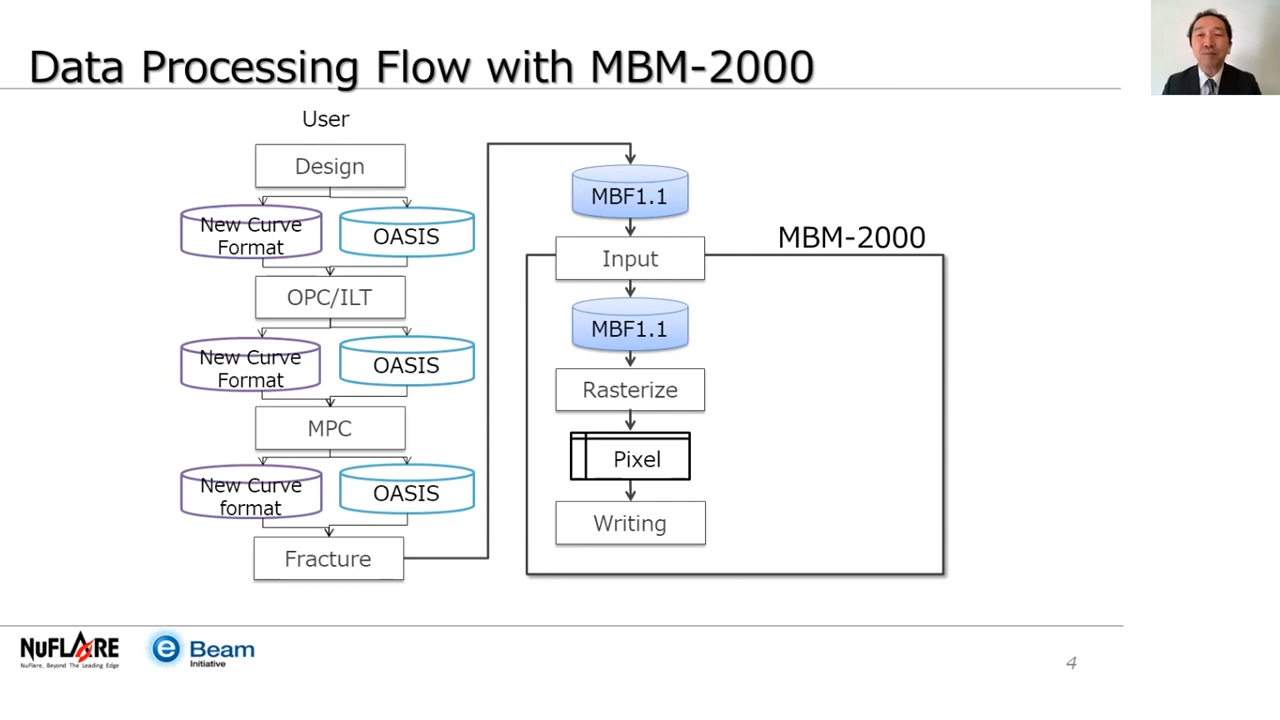 Data Processing Flow with MBM-2000
User
Design
New Curve
Format
OASIS
OPC/ILT
New Curve
Format
OASIS
MPC
New Curve
format
OASIS
Fracture
MBF1.1
MBM-2000
Input
MBF1.1
Rasterize
Pixel
Writing
NUFLARE
NuFlare, Beyond The Leading Edge
e Beam
Initiative
4